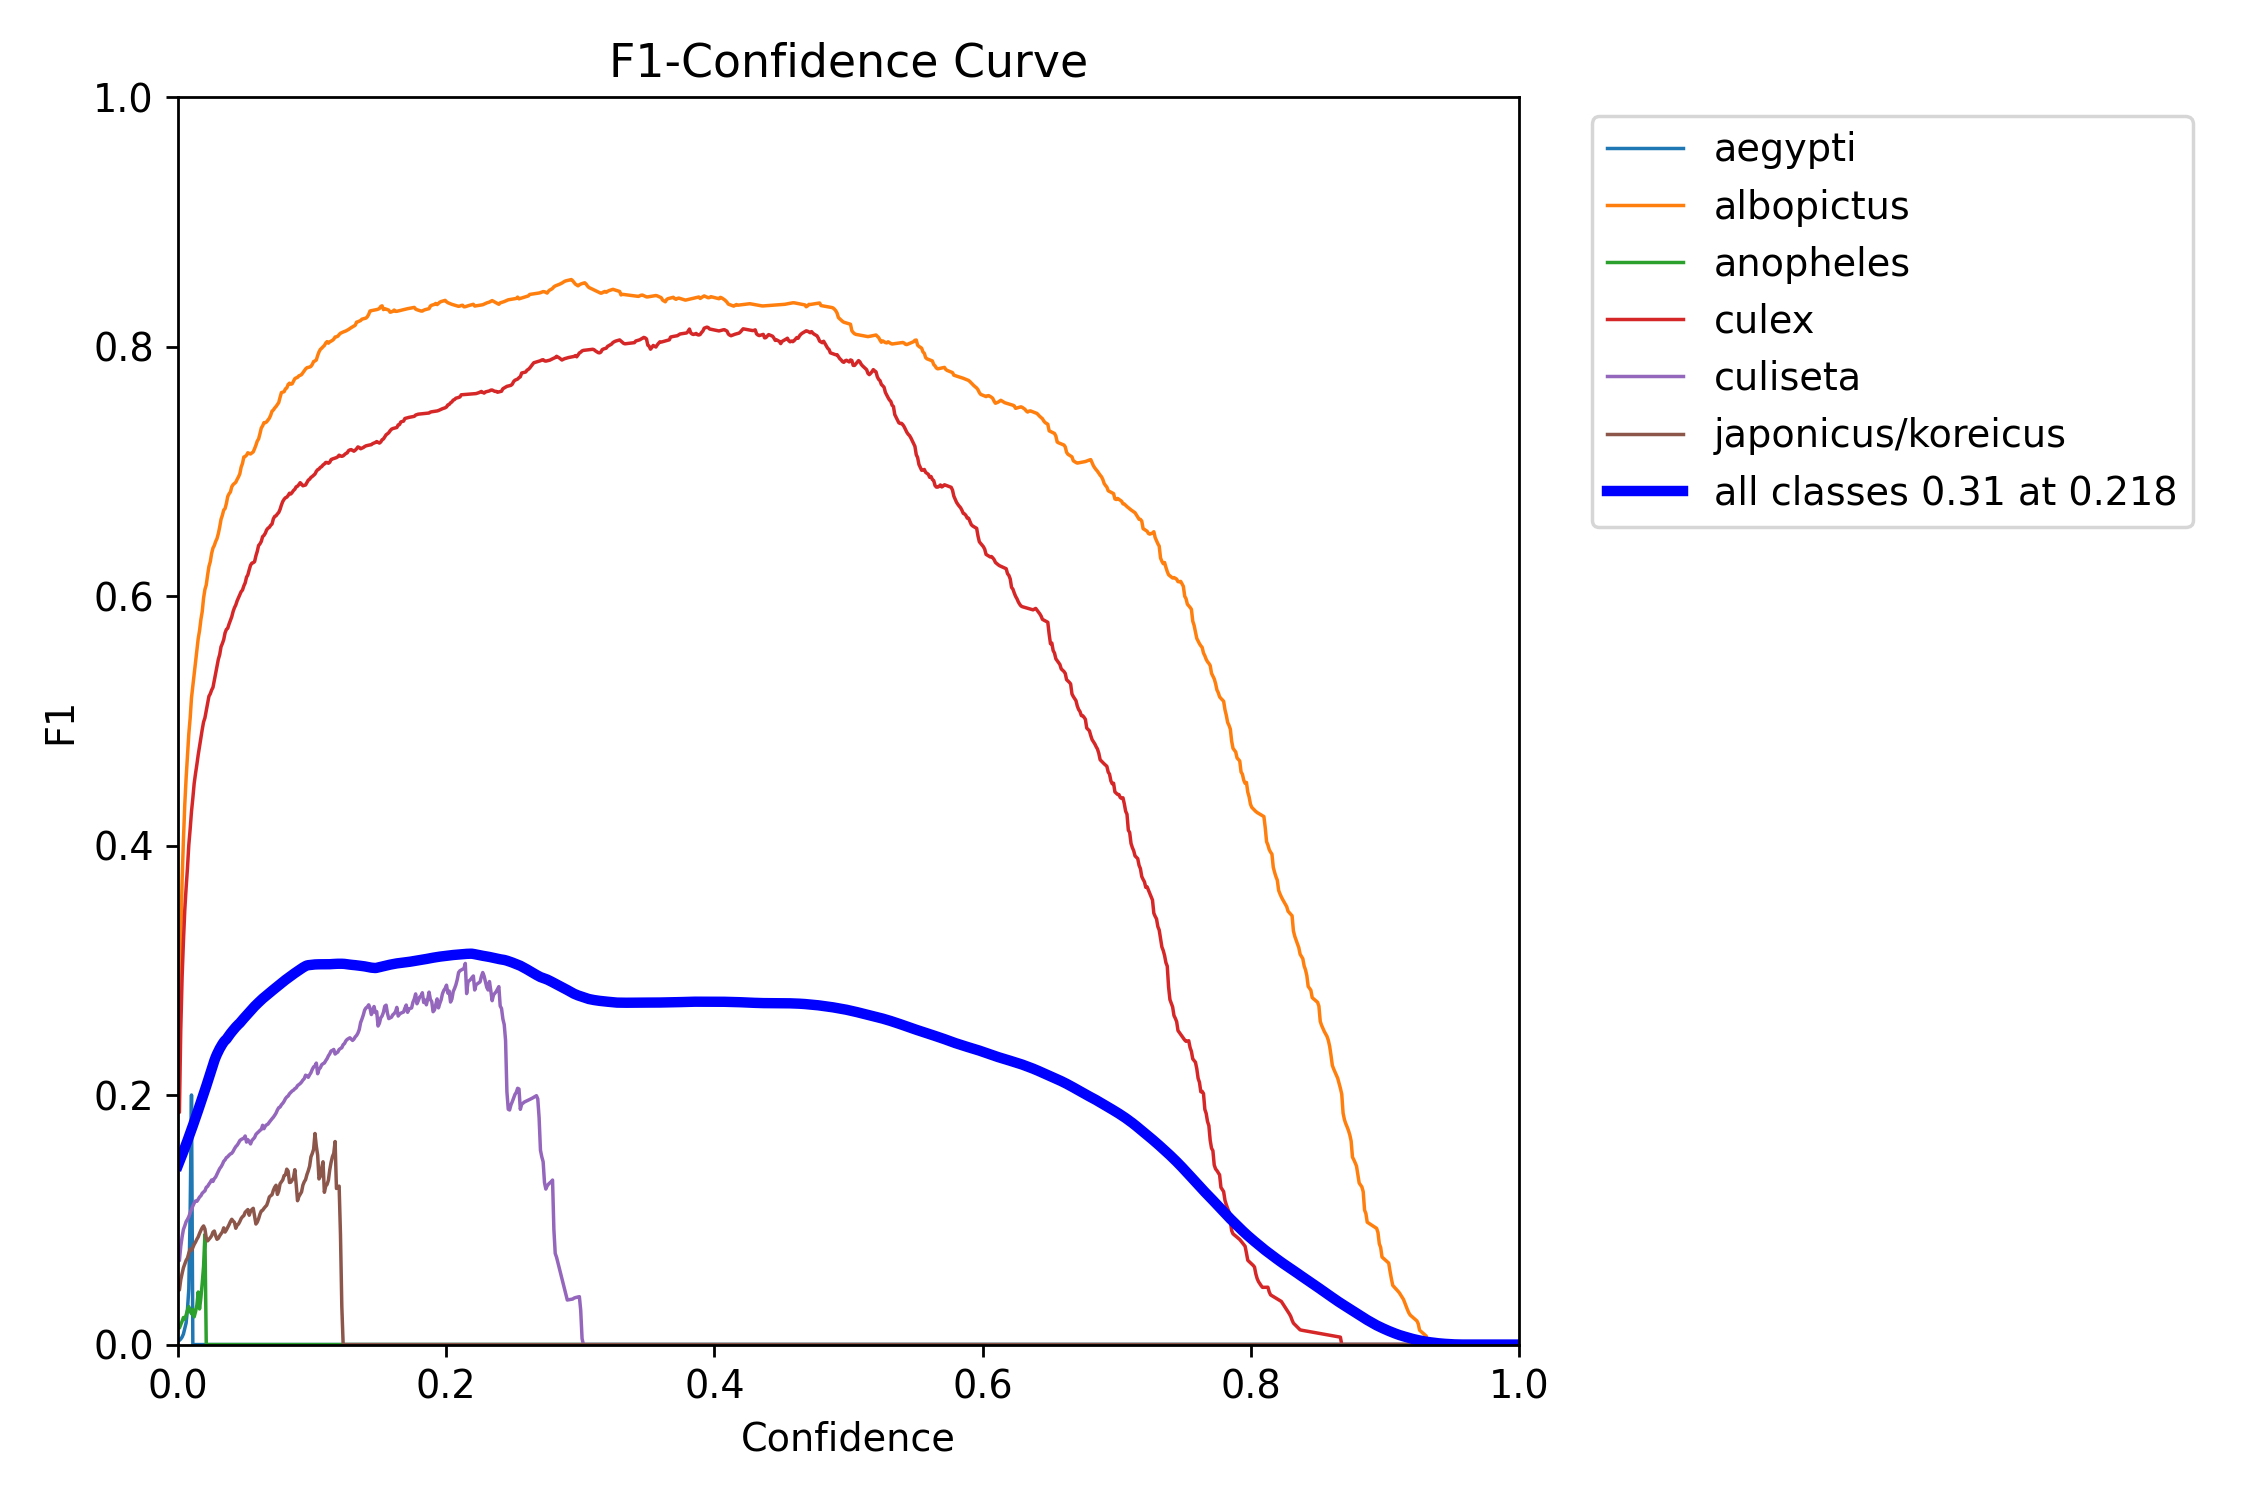 F1-Confidence Curve
1.0
0.8
0.6
0.4
0.2
0.0
F1
0.0 0.2 0.4 0.6 0.8 1.0
Confidence
aegypti
albopictus
anopheles
culex
culiseta
japonicus/koreicus
all classes 0.31 at 0.218